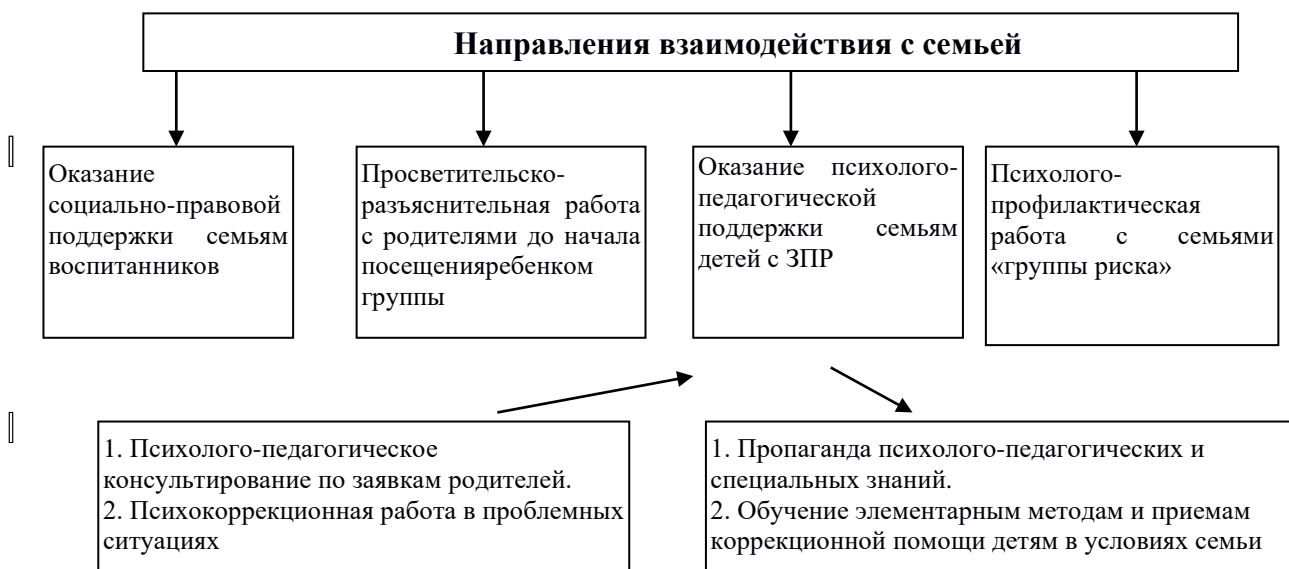 Направления взаимодействия с семьей
Оказание
социально-правовой
поддержки семьям
воспитанников
Просветительско-
разъяснительная работа
с родителями до начала
посещенияребенком
группы
Оказание психолого-
педагогической
поддержки семьям
детей с ЗПР
Психолого-
профилактическая
работа с семьями
«группы риска»
1. Психолого-педагогическое
консультирование по заявкам родителей.
2. Психокоррекционная работа в проблемных
ситуациях
1. Пропаганда психолого-педагогических и
специальных знаний.
2. Обучение элементарным методам и приемам
коррекционной помощи детям в условиях семьи